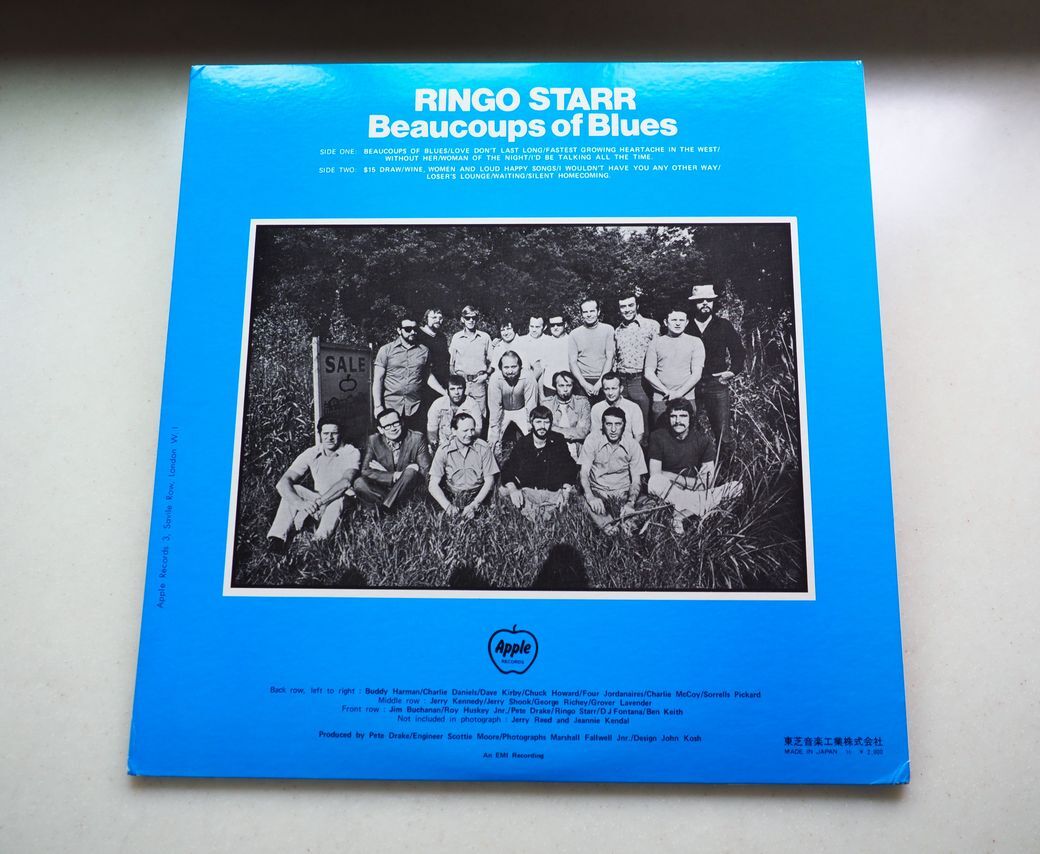 RINGO STARR
Beaucoups of Blues
SIDE ONE: BEAUCOUPS OF BLUES/LOVE DON'T LAST LONG/FASTEST GROWING HEARTACHE IN THE WEST/
WITHOUT HER/WOMAN OF THE NIGHT/I'D BE TALKING ALL THE TIME.
SIDE TWO: $15 DRAW/WINE, WOMEN AND LOUD HAPPY SONGS/I WOULDN'T HAVE YOU ANY OTHER WAY/
LOSER'S LOUNGE/WAITING/SILENT HOMECOMING.
SALE
Apple Records 3, Savile Row, London W.1
Apple
RECORDS
Back row, left to right : Buddy Harman/Charlie Daniels/Dave Kirby/Chuck Howard/Four Jordanaires/Charlie McCoy/Sorrells Pickard
Middle row : Jerry Kennedy/Jerry Shook/George Richey/Grover Lavender
Front row : Jim Buchanan/Roy Huskey Jnr./Pete Drake/Ringo Starr/D J Fontana/Ben Keith
Not included in photograph : Jerry Reed and Jeannie Kendal
Produced by Pete Drake/Engineer Scottie Moore/Photographs Marshall Fallwell Jnr./Design John Kosh
An EMI Recording
東芝音楽工業株式会社
MADE IN JAPAN ¥ 2,000